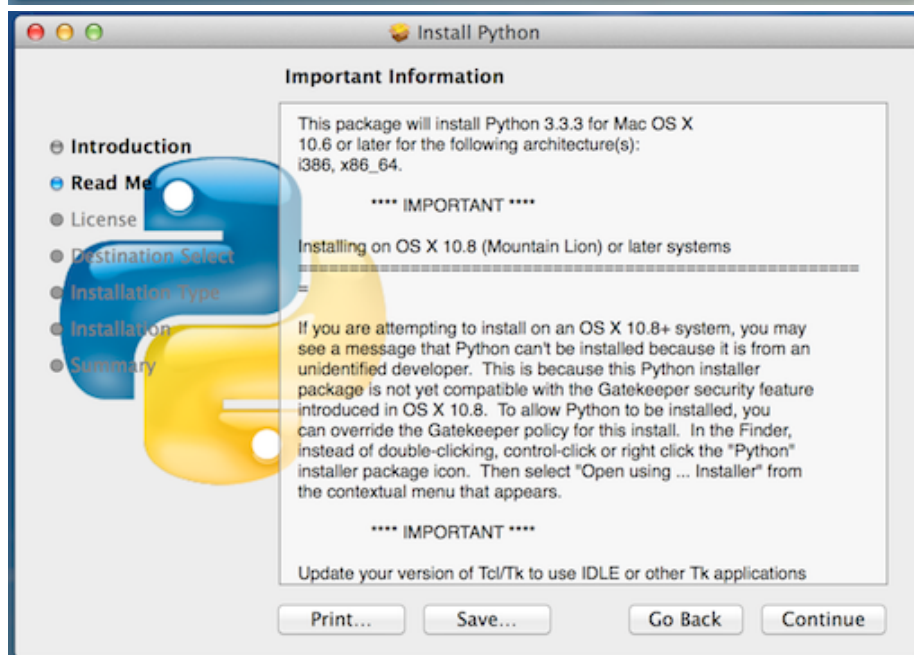 Install Python
Important Information
Introduction
Read Me
License
Destination Select
Installation Type
Installation
Summary
This package will install Python 3.3.3 for Mac OS X
10.6 or later for the following architecture(s):
i386, x86_64.
**** IMPORTANT ****
Installing on OS X 10.8 (Mountain Lion) or later systems
======================================================
=
If you are attempting to install on an OS X 10.8+ system, you may
see a message that Python can't be installed because it is from an
unidentified developer.  This is because this Python installer
package is not yet compatible with the Gatekeeper security feature
introduced in OS X 10.8.  To allow Python to be installed, you
can override the Gatekeeper policy for this install.  In the Finder,
instead of double-clicking, control-click or right click the "Python"
installer package icon.  Then select "Open using ... Installer" from
the contextual menu that appears.
**** IMPORTANT ****
Update your version of Tcl/Tk to use IDLE or other Tk applications
Print... Save... Go Back Continue